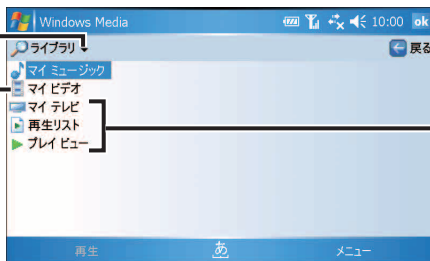 Windows Media 10:00 ok
ライブラリ 戻る
マイ ミュージック
マイ ビデオ
マイ テレビ
再生リスト
プレイ ビュー
再生 あ メニュー